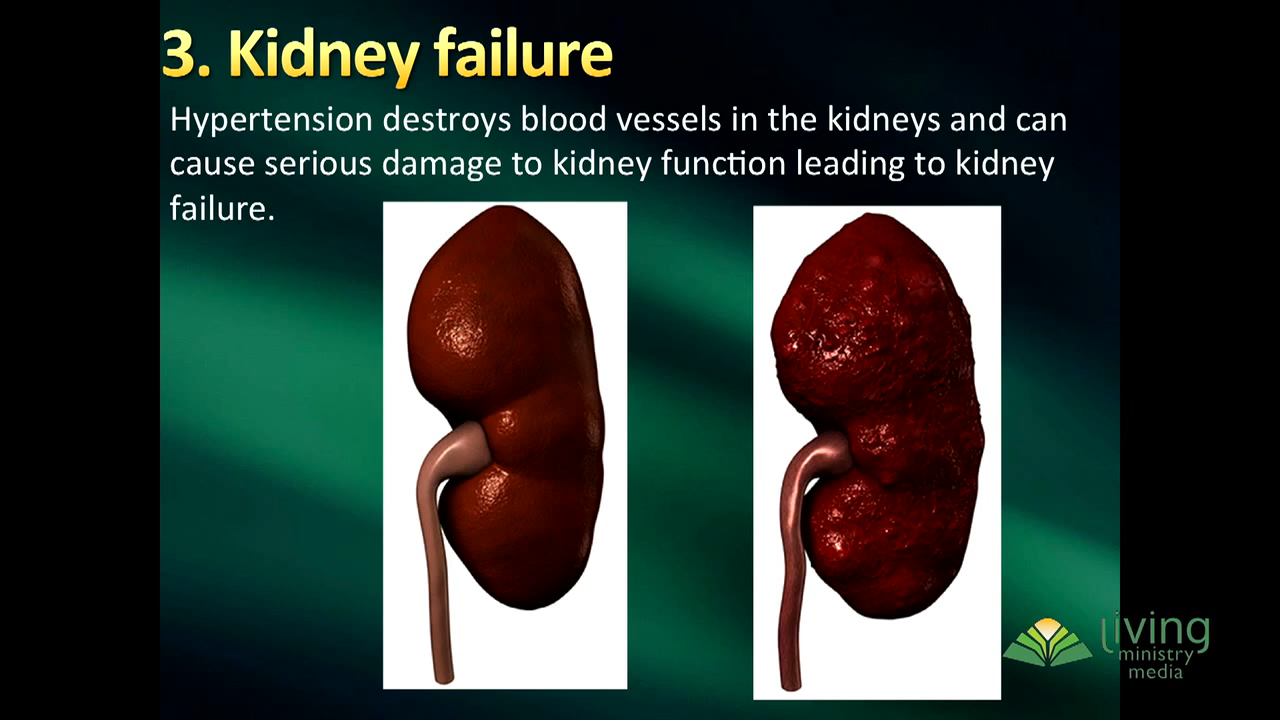 3. Kidney failure
Hypertension destroys blood vessels in the kidneys and can
cause serious damage to kidney function leading to kidney
failure.
Living
ministry
media